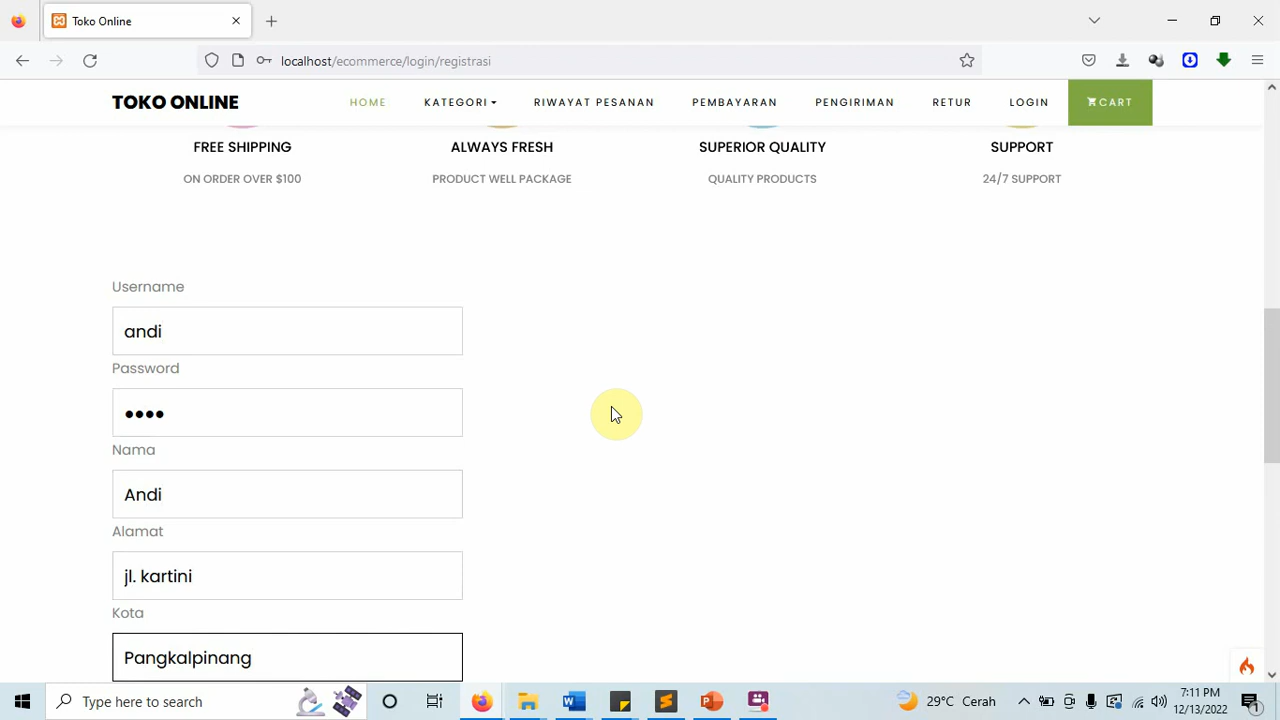 Toko Online
localhost/ecommerce/login/registrasi
TOKO ONLINE
HOME
KATEGORI
RIWAYAT PESANAN
PEMBAYARAN
PENGIRIMAN
RETUR
LOGIN
CART
FREE SHIPPING
ALWAYS FRESH
SUPERIOR QUALITY
SUPPORT
ON ORDER OVER $100
PRODUCT WELL PACKAGE
QUALITY PRODUCTS
24/7 SUPPORT
Username
andi
Password
••••
Nama
Andi
Alamat
jl. kartini
Kota
Pangkalpinang
Type here to search
29°C Cerah
7:11 PM
12/13/2022